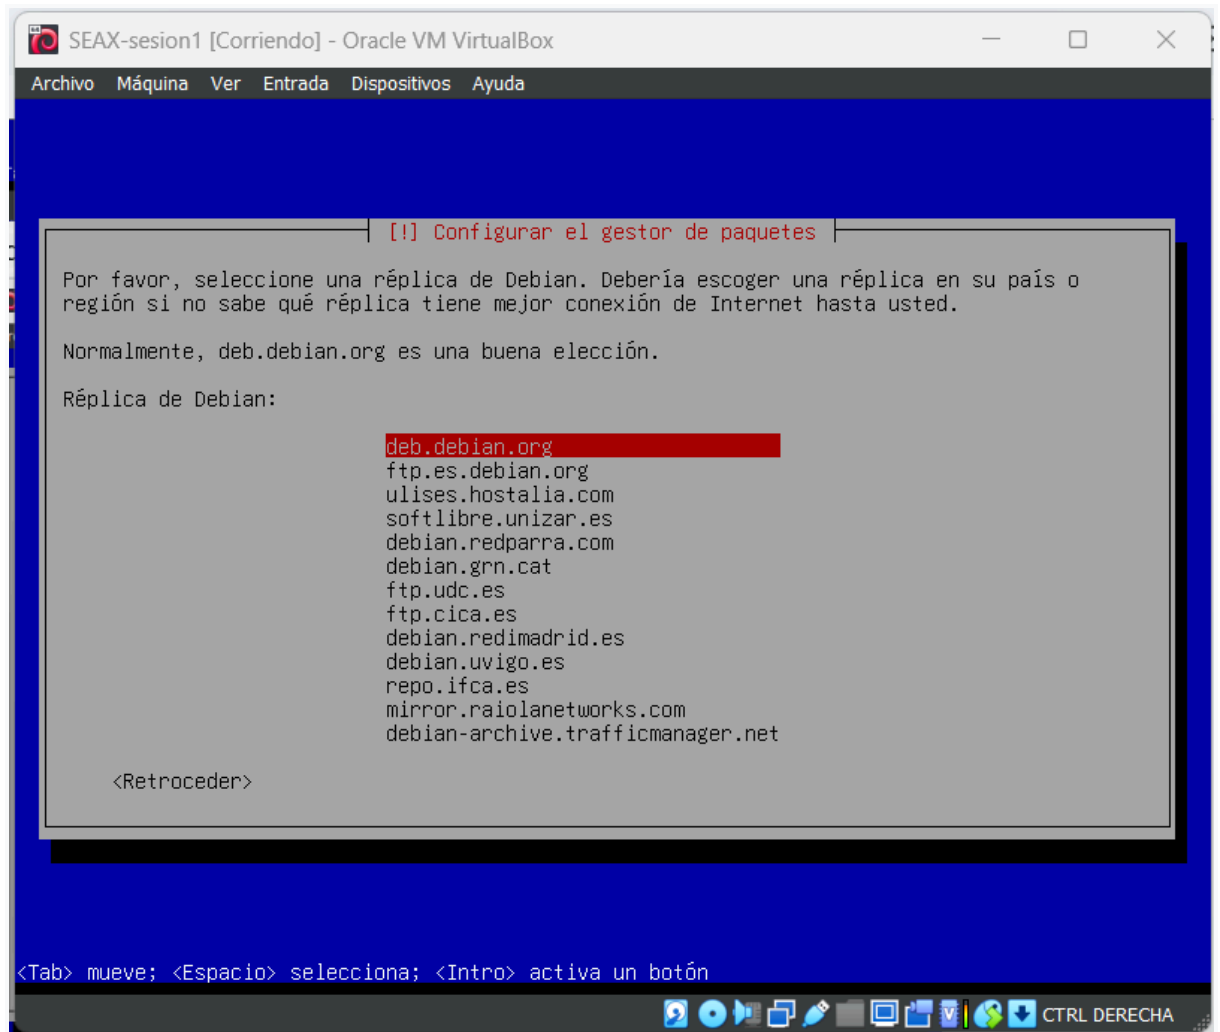 SEAX-sesion1 [Corriendo] - Oracle VM VirtualBox
Archivo Máquina Ver Entrada Dispositivos Ayuda
[!] Configurar el gestor de paquetes
Por favor, seleccione una réplica de Debian. Debería escoger una réplica en su país o
región si no sabe qué réplica tiene mejor conexión de Internet hasta usted.
Normalmente, deb.debian.org es una buena elección.
Réplica de Debian:
deb.debian.org
ftp.es.debian.org
ulises.hostalia.com
softlibre.unizar.es
debian.redparra.com
debian.grn.cat
ftp.udc.es
ftp.cica.es
debian.redimadrid.es
debian.uvigo.es
repo.ifca.es
mirror.raiolanetworks.com
debian-archive.trafficmanager.net
<Retroceder>
<Tab> mueve; <Espacio> selecciona; <Intro> activa un botón
CTRL DERECHA